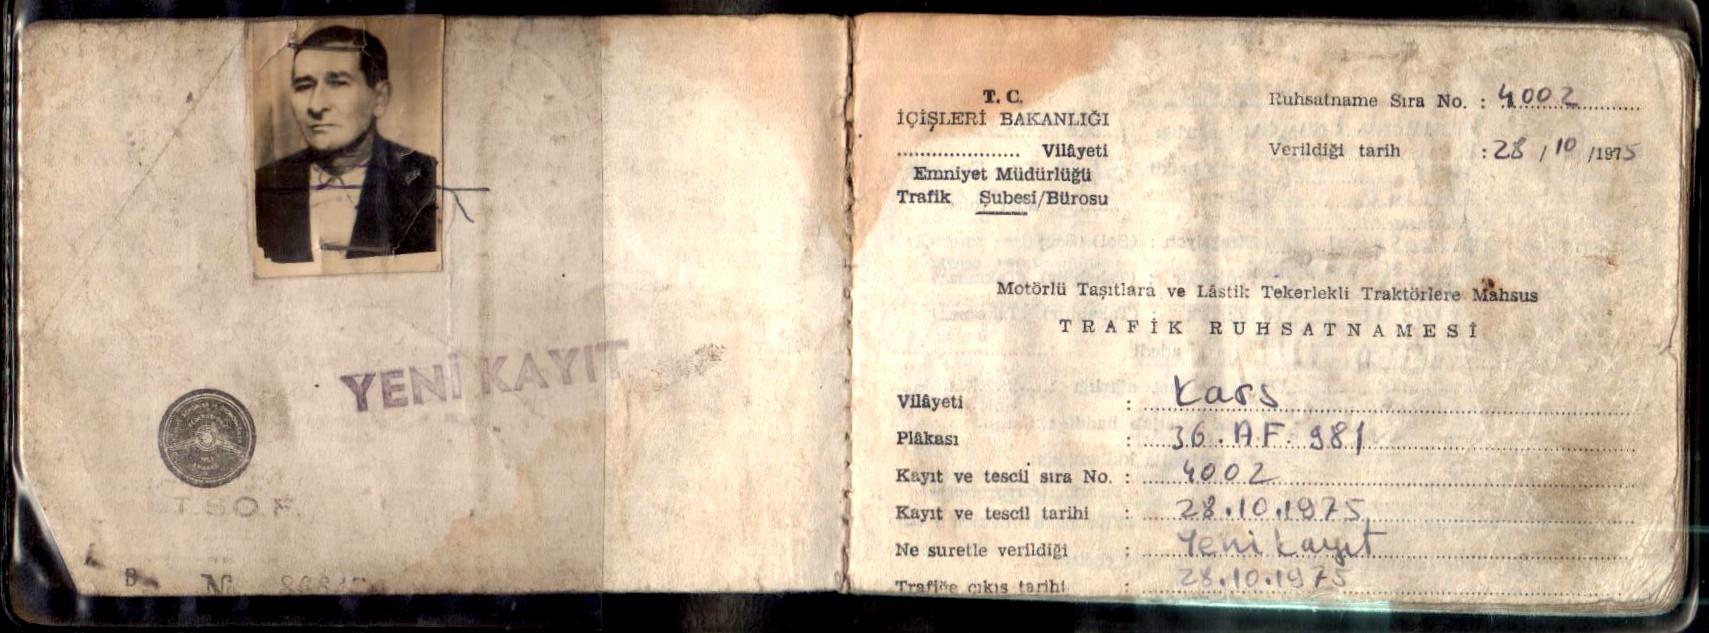 YENİ KAYIT
T.S.O.F.
B No
T. C.
İÇİŞLERİ BAKANLIĞI
..................... Vilâyeti
Emniyet Müdürlüğü
Trafik Şubesi/Bürosu
Ruhsatname Sıra No. : 4002
Verildiği tarih : 28 / 10 / 1975
Motörlü Taşıtlara ve Lâstik Tekerlekli Traktörlere Mahsus
TRAFİK RUHSATNAMESİ
Vilâyeti : Kars
Plâkası : 36. AF. 981
Kayıt ve tescil sıra No. : 4002
Kayıt ve tescil tarihi : 28.10.1975
Ne suretle verildiği : Yeni kayıt
Trafiğe çıkış tarihi : 28.10.1975